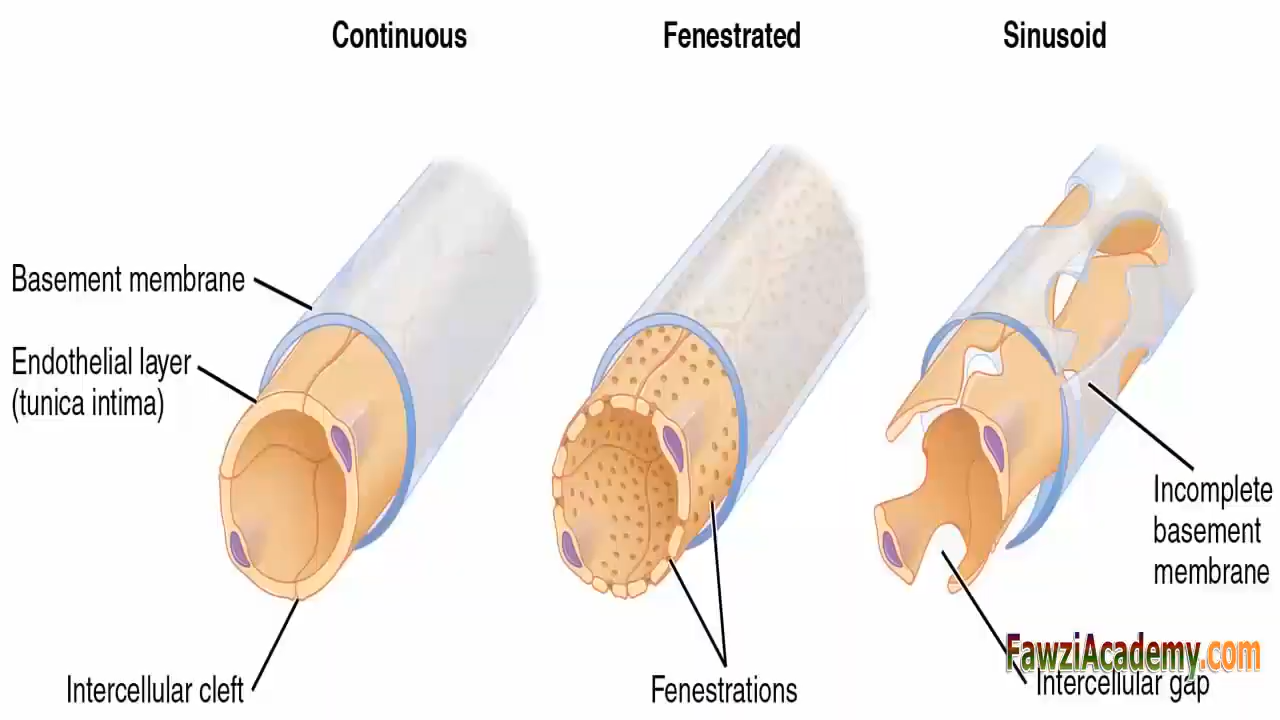 Continuous
Fenestrated
Sinusoid
Basement membrane
Endothelial layer
(tunica intima)
Incomplete
basement
membrane
FawziAcademy.com
Intercellular cleft
Fenestrations
Intercellular gap